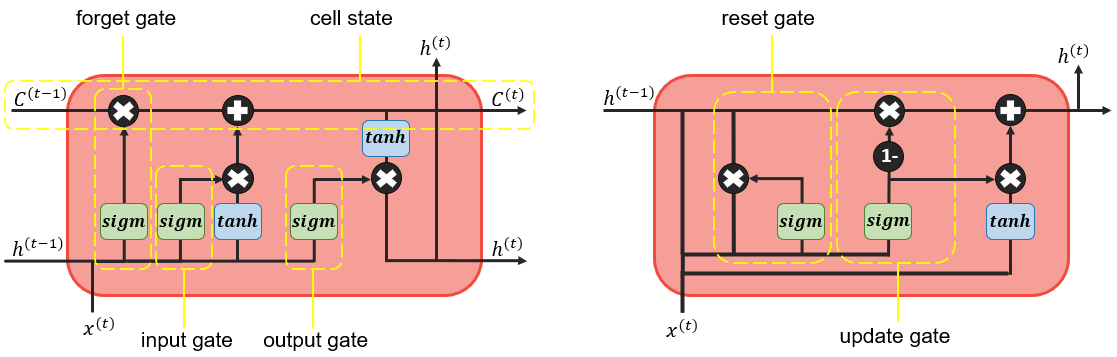 forget gate
cell state
reset gate
h^(t)
h^(t)
C^(t−1)
C^(t)
h^(t−1)
tanh
1-
sigm
sigm
tanh
sigm
sigm
sigm
tanh
h^(t−1)
h^(t)
x^(t)
x^(t)
input gate
output gate
update gate